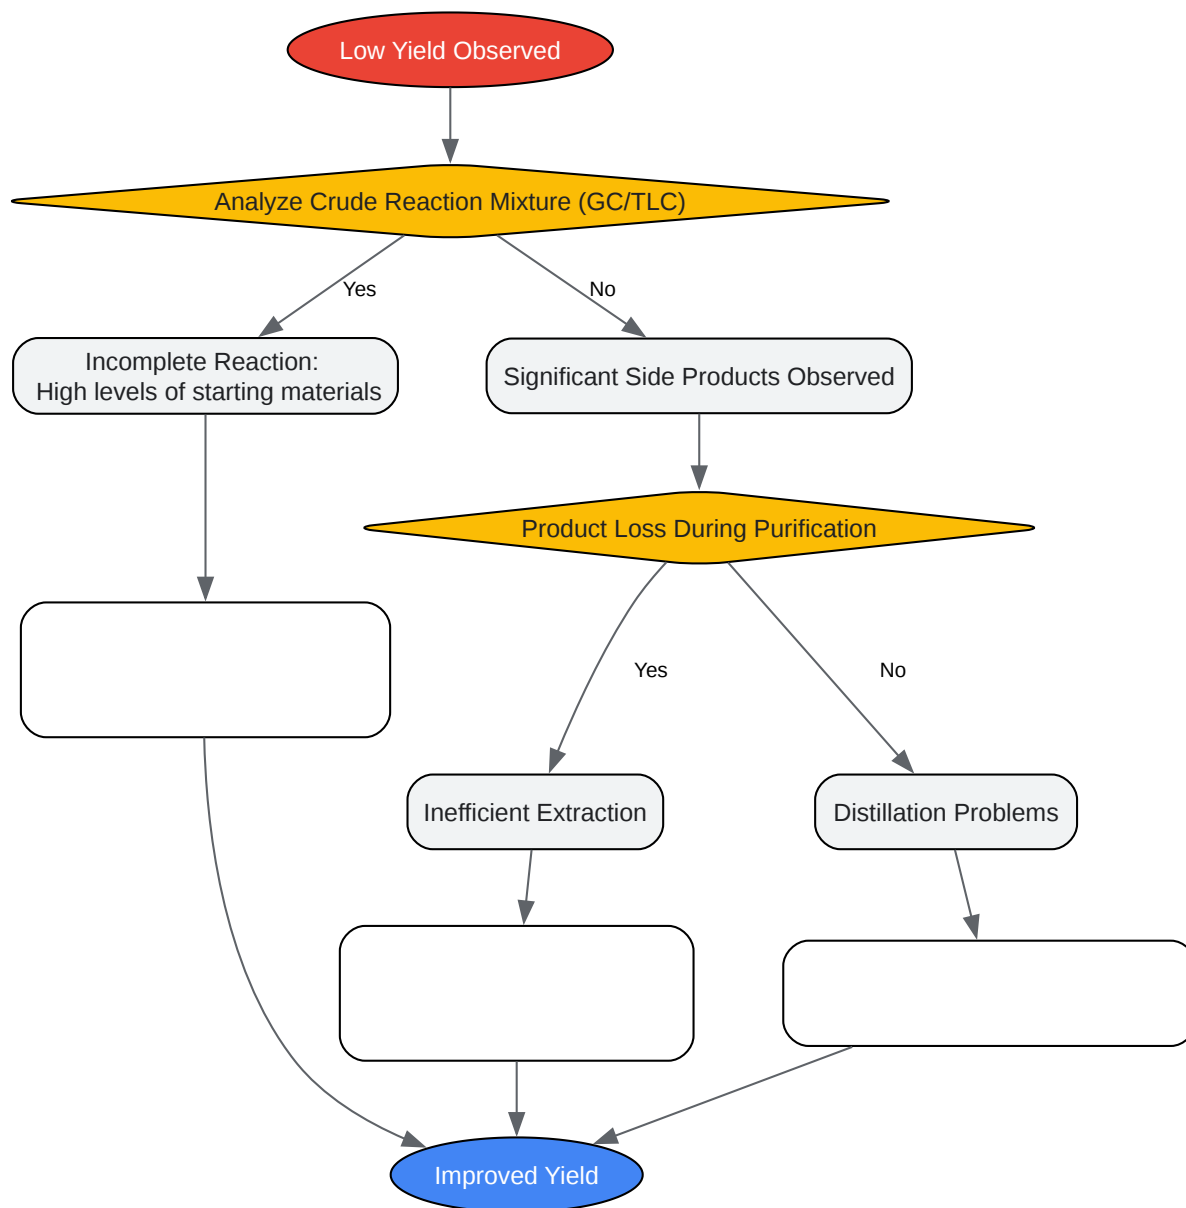 Low Yield Observed
Analyze Crude Reaction Mixture (GC/TLC)
Yes
No
Incomplete Reaction:
High levels of starting materials
Significant Side Products Observed
Product Loss During Purification
Yes
No
Inefficient Extraction
Distillation Problems
Improved Yield